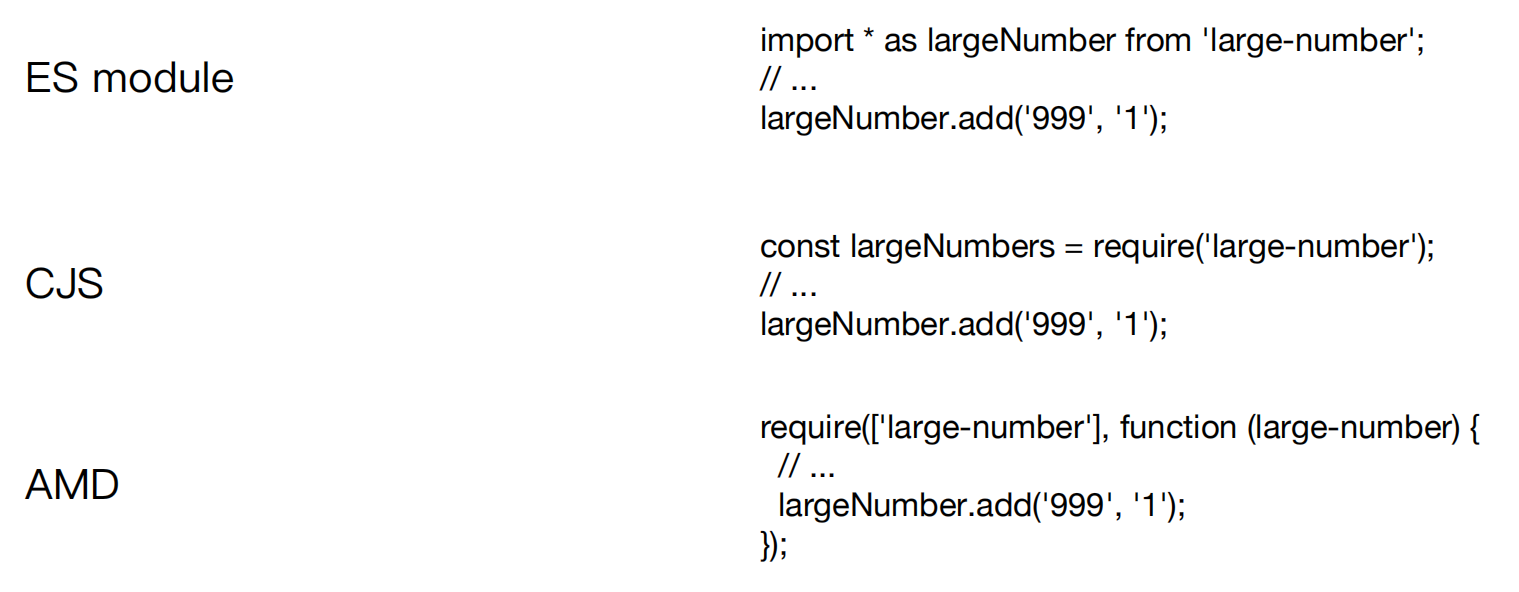 ES module
import * as largeNumber from 'large-number';
// ...
largeNumber.add('999', '1');
CJS
const largeNumbers = require('large-number');
// ...
largeNumber.add('999', '1');
AMD
require(['large-number'], function (large-number) {
// ...
largeNumber.add('999', '1');
});